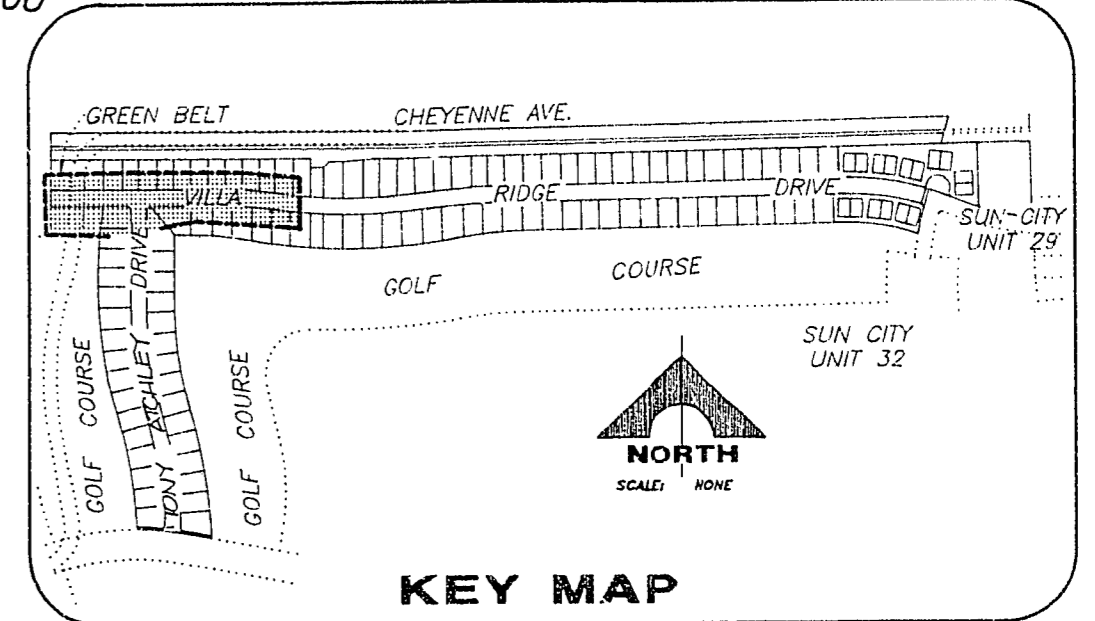 GREEN BELT
CHEYENNE AVE.
VILLA RIDGE DRIVE
SUN CITY
UNIT 29
GOLF COURSE
SUN CITY
UNIT 32
GOLF COURSE
TONY ATCHLEY DRIVE
GOLF COURSE
NORTH
SCALE: NONE
KEY MAP